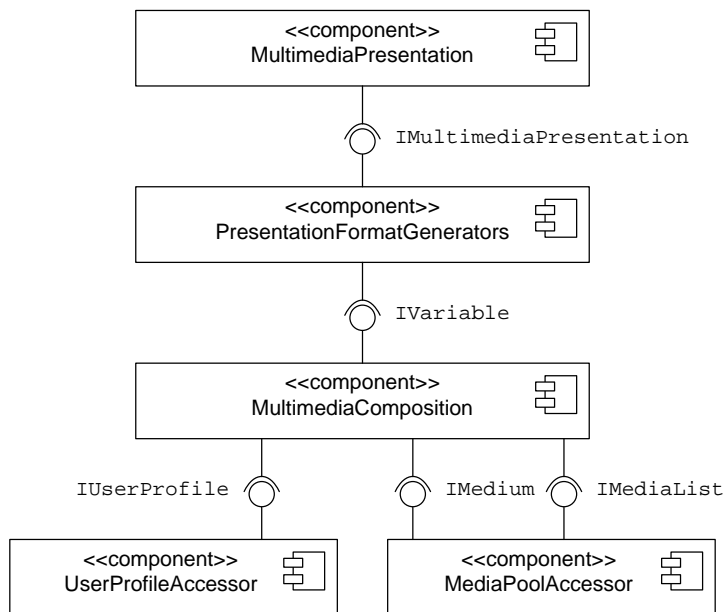 <<component>>
MultimediaPresentation
IMultimediaPresentation
<<component>>
PresentationFormatGenerators
IVariable
<<component>>
MultimediaComposition
IUserProfile
IMedium
IMediaList
<<component>>
UserProfileAccessor
<<component>>
MediaPoolAccessor